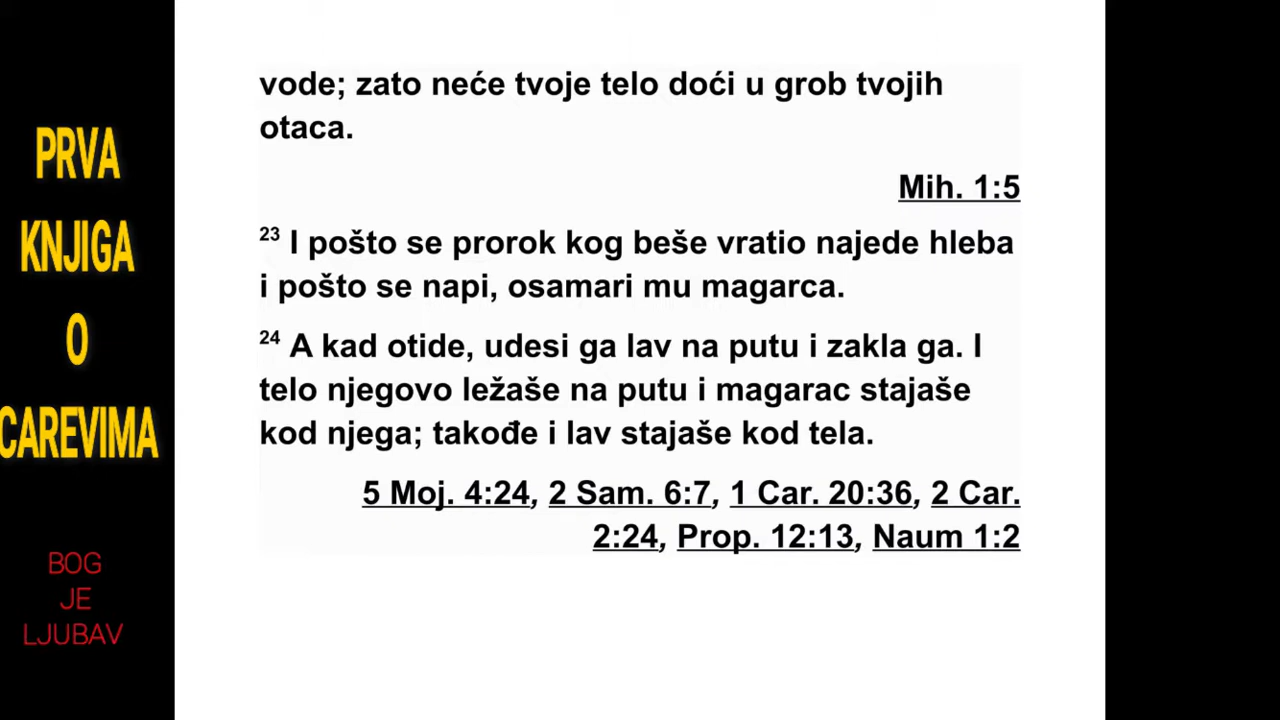 PRVA
KNJIGA
O
CAREVIMA
BOG
JE
LJUBAV
vode; zato neće tvoje telo doći u grob tvojih
otaca.
Mih. 1:5
23 I pošto se prorok kog beše vratio najede hleba
i pošto se napi, osamari mu magarca.
24 A kad otide, udesi ga lav na putu i zakla ga. I
telo njegovo ležaše na putu i magarac stajaše
kod njega; takođe i lav stajaše kod tela.
5 Moj. 4:24, 2 Sam. 6:7, 1 Car. 20:36, 2 Car.
2:24, Prop. 12:13, Naum 1:2